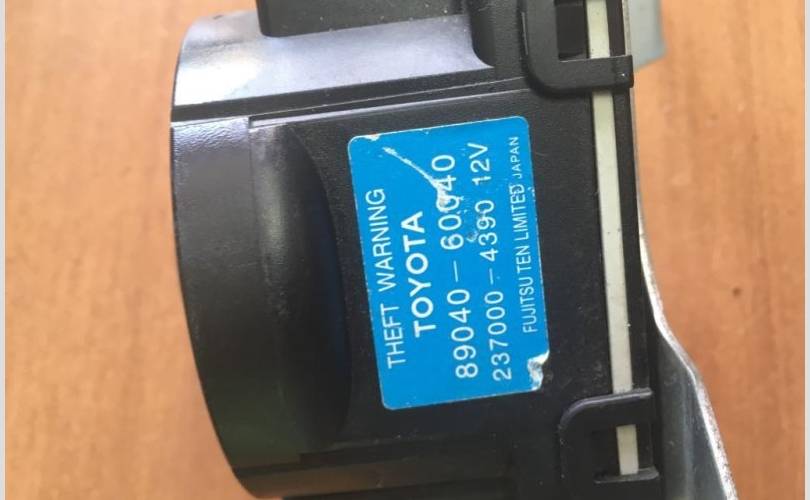 THEFT WARNING
TOYOTA
89040-60040
237000-4390 12V
FUJITSU TEN LIMITED JAPAN